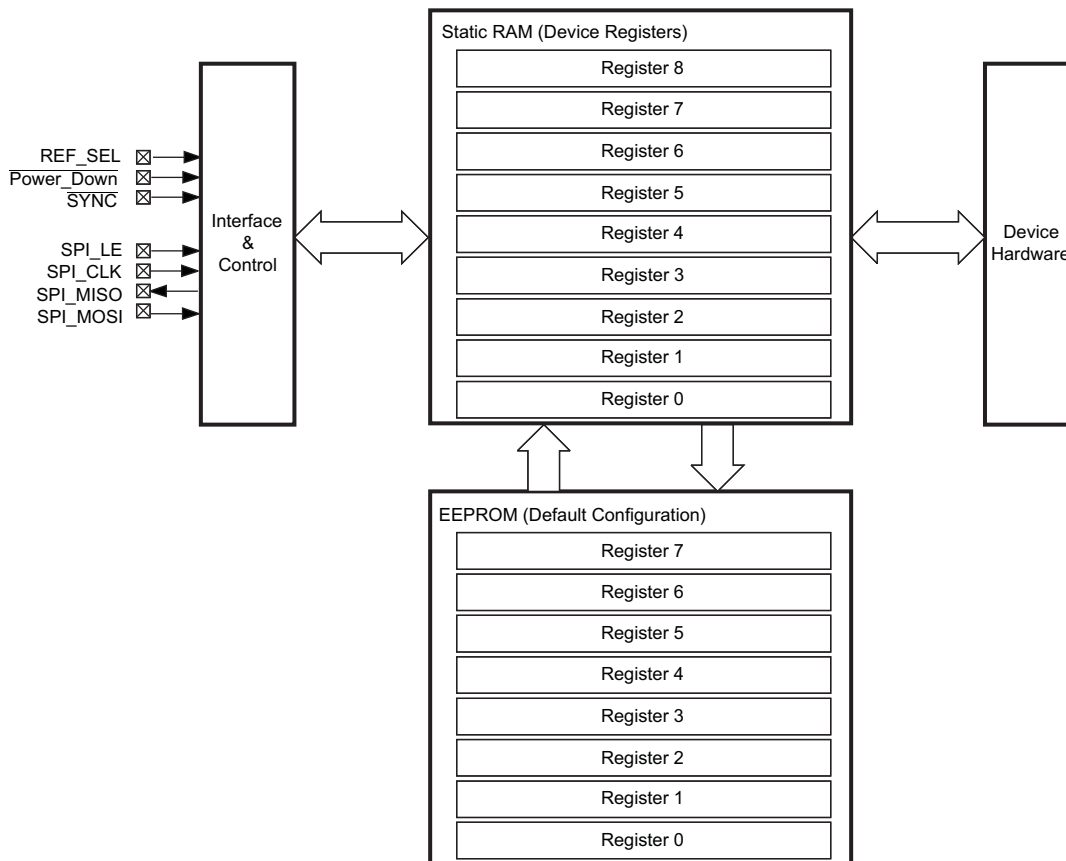 Static RAM (Device Registers)
Register 8
Register 7
Register 6
Register 5
Register 4
Register 3
Register 2
Register 1
Register 0
REF_SEL
Power_Down
SYNC
SPI_LE
SPI_CLK
SPI_MISO
SPI_MOSI
Interface
&
Control
Device
Hardware
EEPROM (Default Configuration)
Register 7
Register 6
Register 5
Register 4
Register 3
Register 2
Register 1
Register 0